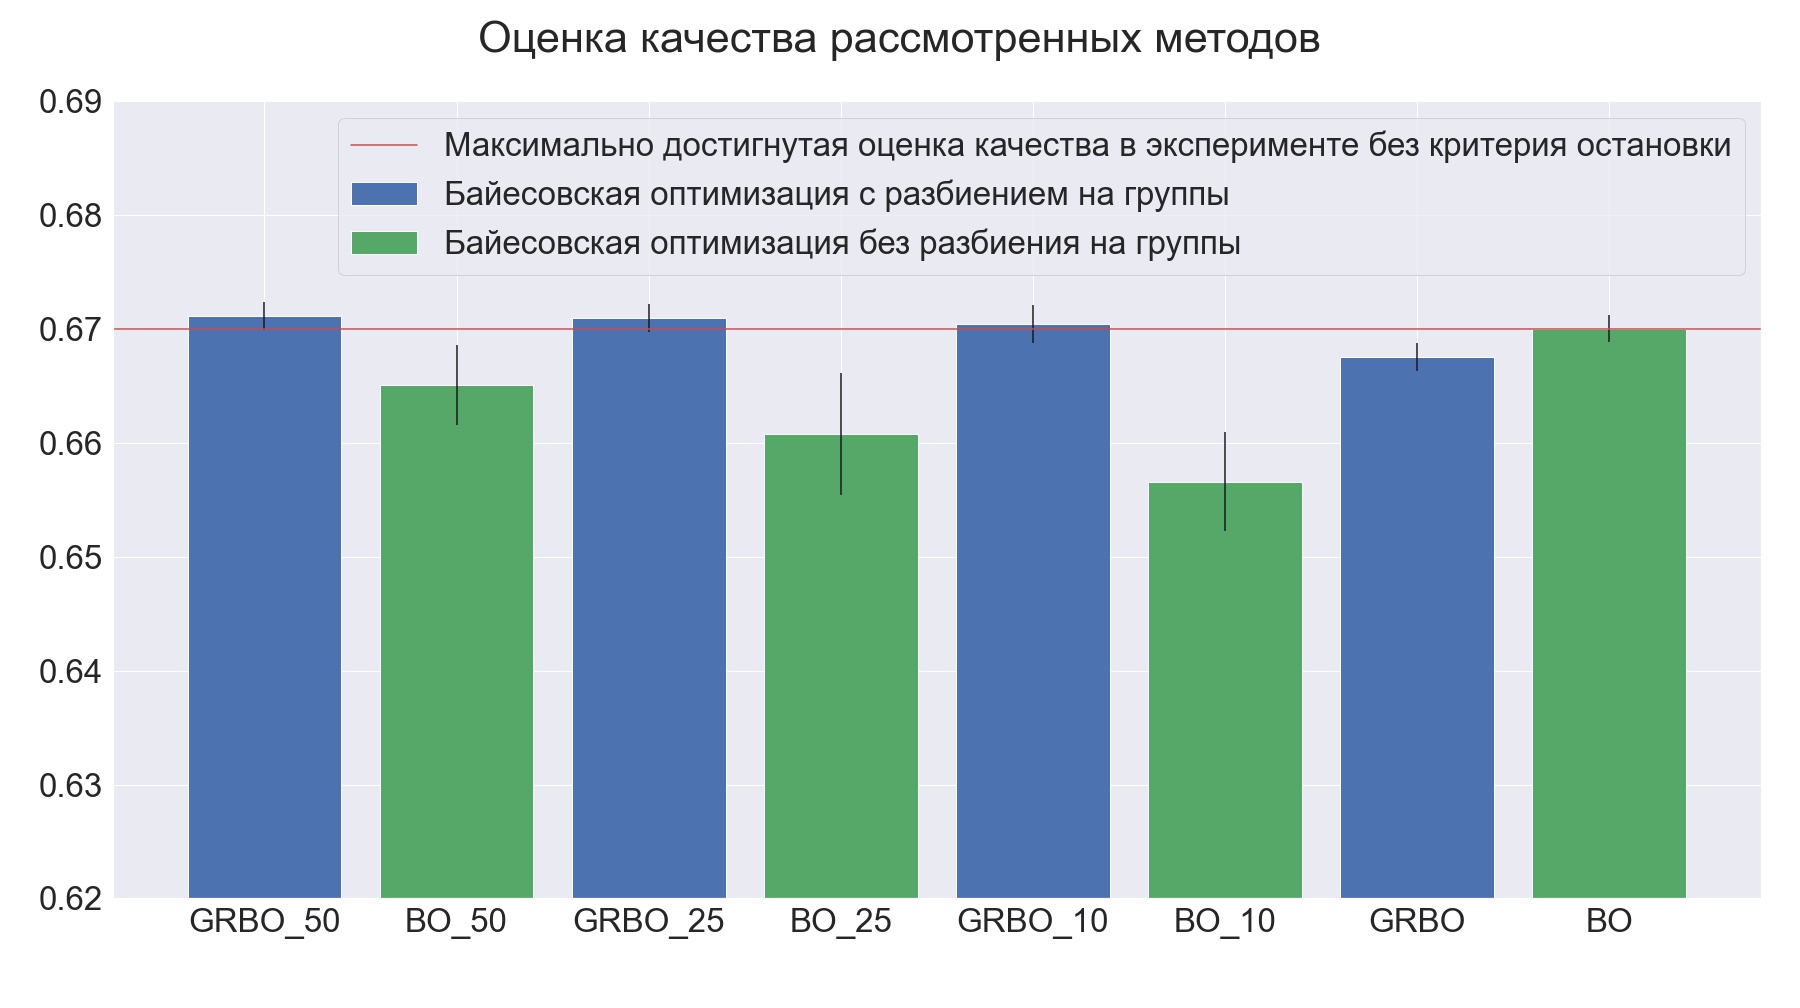 Оценка качества рассмотренных методов
Максимально достигнутая оценка качества в эксперименте без критерия остановки
Байесовская оптимизация с разбиением на группы
Байесовская оптимизация без разбиения на группы
0.69
0.68
0.67
0.66
0.65
0.64
0.63
0.62
GRBO_50 BO_50 GRBO_25 BO_25 GRBO_10 BO_10 GRBO BO